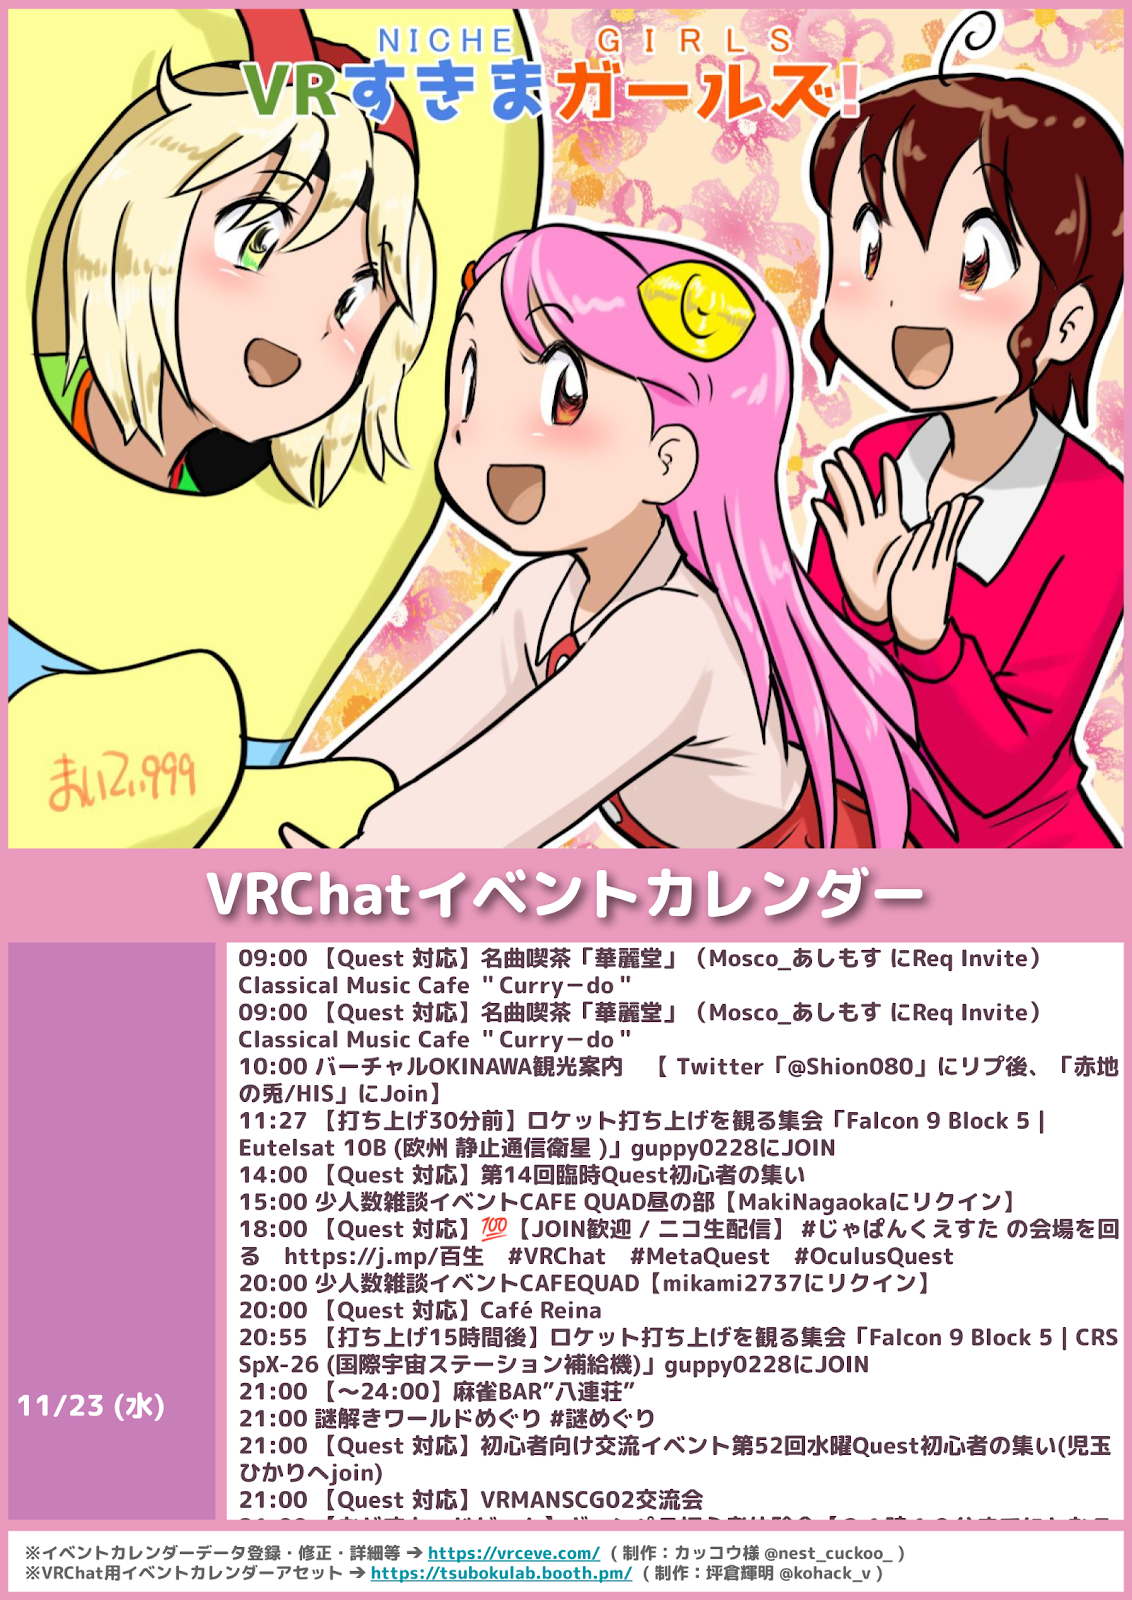 NICHE GIRLS
VRすきまガールズ!
まいてぃ999
VRChatイベントカレンダー
09:00 【Quest 対応】名曲喫茶「華麗堂」（Mosco_あしもす にReq Invite）
Classical Music Cafe ＂Curry－do＂
09:00 【Quest 対応】名曲喫茶「華麗堂」（Mosco_あしもす にReq Invite）
Classical Music Cafe ＂Curry－do＂
10:00 バーチャルOKINAWA観光案内　【 Twitter「@Shion080」にリプ後、「赤地
の兎/HIS」にJoin】
11:27 【打ち上げ30分前】ロケット打ち上げを観る集会「Falcon 9 Block 5 |
Eutelsat 10B (欧州 静止通信衛星 )」guppy0228にJOIN
14:00 【Quest 対応】第14回臨時Quest初心者の集い
15:00 少人数雑談イベントCAFE QUAD昼の部【MakiNagaokaにリクイン】
18:00 【Quest 対応】💯【JOIN歓迎 / ニコ生配信】 #じゃぱんくえすた の会場を回
る　https://j.mp/百生　#VRChat　#MetaQuest　#OculusQuest
20:00 少人数雑談イベントCAFEQUAD【mikami2737にリクイン】
20:00 【Quest 対応】Café Reina
20:55 【打ち上げ15時間後】ロケット打ち上げを観る集会「Falcon 9 Block 5 | CRS
SpX-26 (国際宇宙ステーション補給機)」guppy0228にJOIN
21:00 【～24:00】麻雀BAR”八連荘”
11/23 (水)
21:00 謎解きワールドめぐり #謎めぐり
21:00 【Quest 対応】初心者向け交流イベント第52回水曜Quest初心者の集い(児玉
ひかりへjoin)
21:00 【Quest 対応】VRMANSCG02交流会
※イベントカレンダーデータ登録・修正・詳細等 ➔ https://vrceve.com/ （ 制作：カッコウ様 @nest_cuckoo_ ）
※VRChat用イベントカレンダーアセット ➔ https://tsubokulab.booth.pm/ （ 制作：坪倉輝明 @kohack_v ）